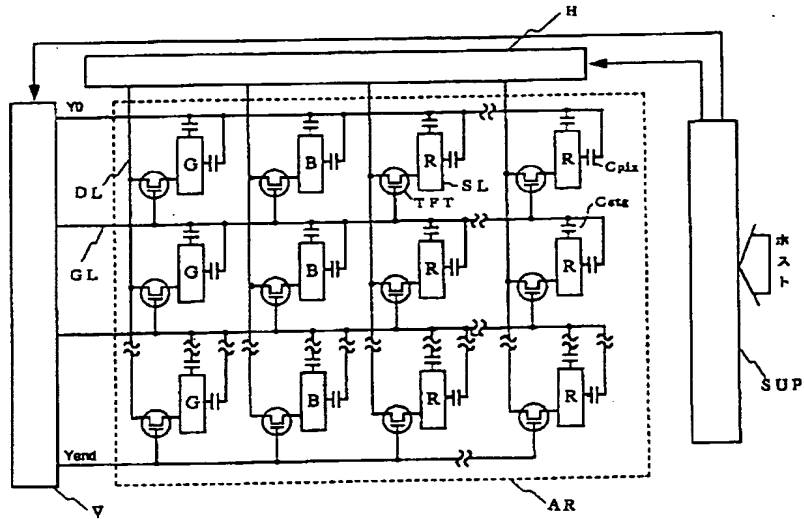 H
Y0
G
B
R
R
Cpix
DL
TFT
SL
Cstg
GL
G
B
R
R
ホスト
G
B
R
R
SUP
Yend
V
AR